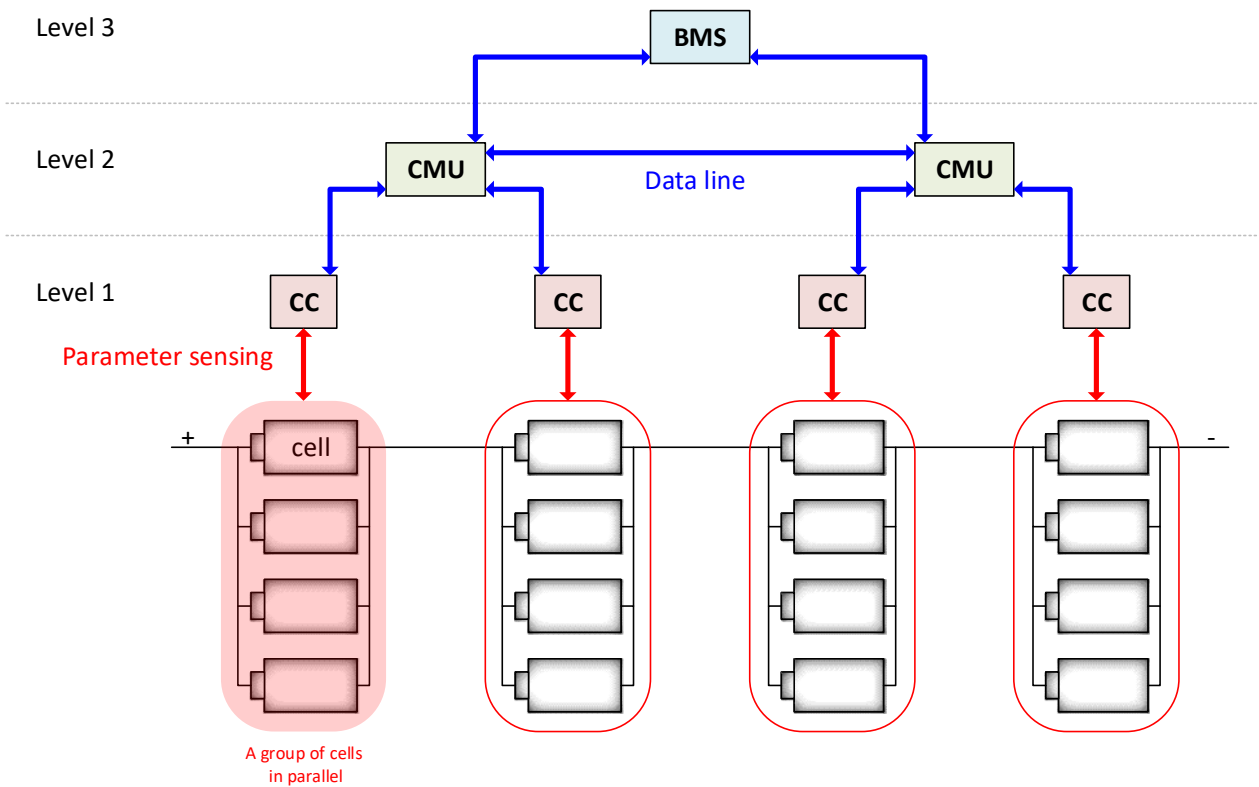 Level 3
BMS
Level 2
CMU
CMU
Data line
Level 1
CC
CC
CC
CC
Parameter sensing
+
cell
-
A group of cells
in parallel